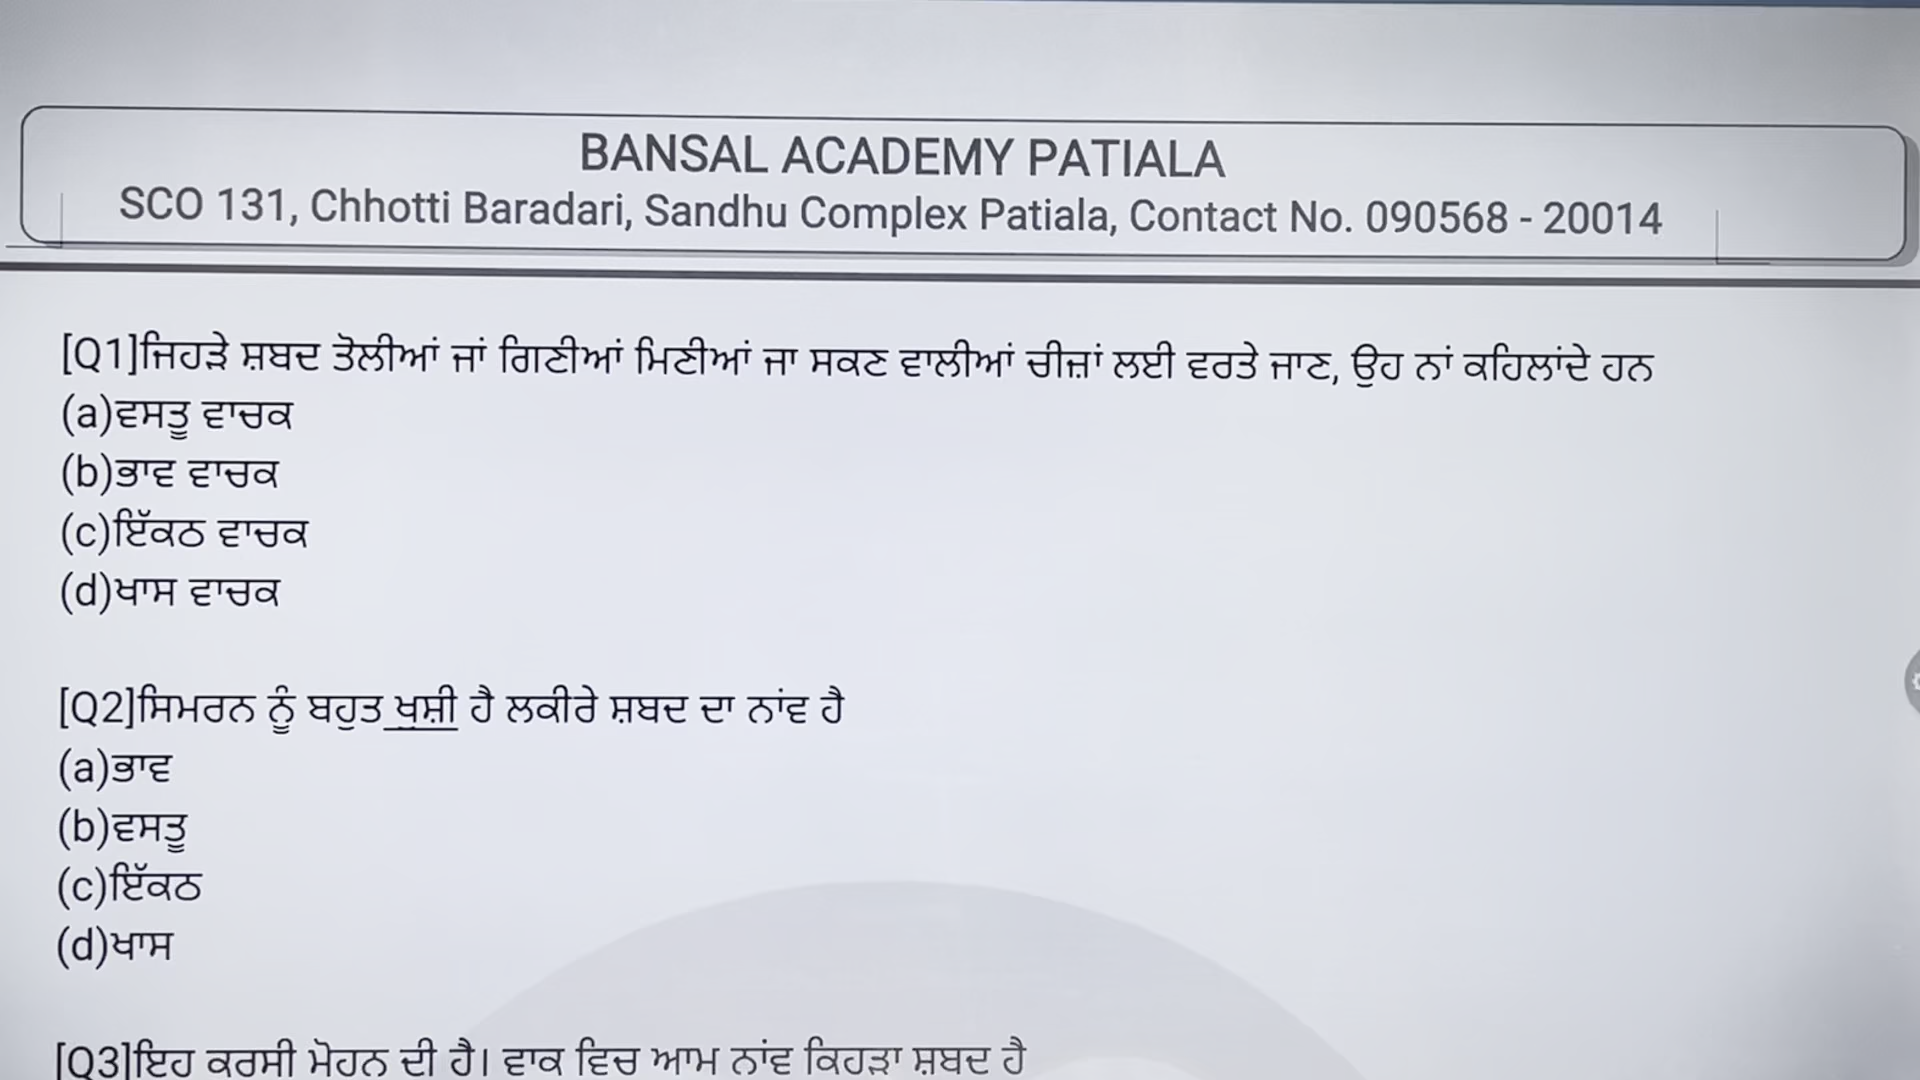 BANSAL ACADEMY PATIALA
SCO 131, Chhotti Baradari, Sandhu Complex Patiala, Contact No. 090568 - 20014
[Q1]ਜਿਹੜੇ ਸ਼ਬਦ ਤੋਲੀਆਂ ਜਾਂ ਗਿਣੀਆਂ ਮਿਣੀਆਂ ਜਾ ਸਕਣ ਵਾਲੀਆਂ ਚੀਜ਼ਾਂ ਲਈ ਵਰਤੇ ਜਾਣ, ਉਹ ਨਾਂ ਕਹਿਲਾਂਦੇ ਹਨ
(a)ਵਸਤੂ ਵਾਚਕ
(b)ਭਾਵ ਵਾਚਕ
(c)ਇੱਕਠ ਵਾਚਕ
(d)ਖਾਸ ਵਾਚਕ
[Q2]ਸਿਮਰਨ ਨੂੰ ਬਹੁਤ ਖੁਸ਼ੀ ਹੈ ਲਕੀਰੇ ਸ਼ਬਦ ਦਾ ਨਾਂਵ ਹੈ
(a)ਭਾਵ
(b)ਵਸਤੂ
(c)ਇੱਕਠ
(d)ਖਾਸ
[Q3]ਇਹ ਕੁਰਸੀ ਮੋਹਨ ਦੀ ਹੈ। ਵਾਕ ਵਿਚ ਆਮ ਨਾਂਵ ਕਿਹੜਾ ਸ਼ਬਦ ਹੈ